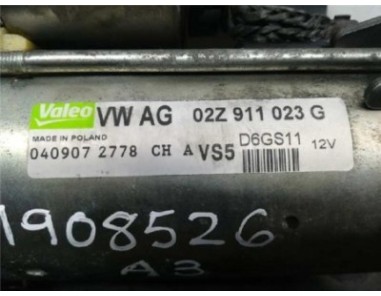 Valeo VW AG 02Z 911 023 G
MADE IN POLAND D6GS11 12V
040907 2778 CH A VS5
1908526
A3